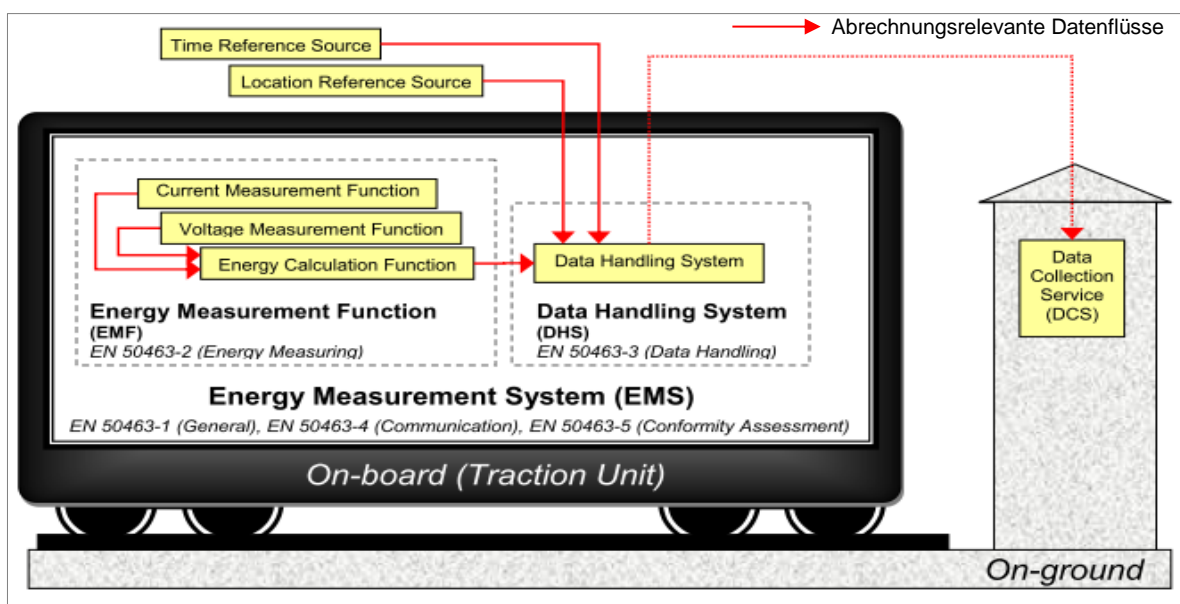 Abrechnungsrelevante Datenflüsse
Time Reference Source
Location Reference Source
Current Measurement Function
Voltage Measurement Function
Energy Calculation Function
Energy Measurement Function
(EMF)
EN 50463-2 (Energy Measuring)
Data Handling System
Data Handling System
(DHS)
EN 50463-3 (Data Handling)
Energy Measurement System (EMS)
EN 50463-1 (General), EN 50463-4 (Communication), EN 50463-5 (Conformity Assessment)
On-board (Traction Unit)
Data
Collection
Service
(DCS)
On-ground